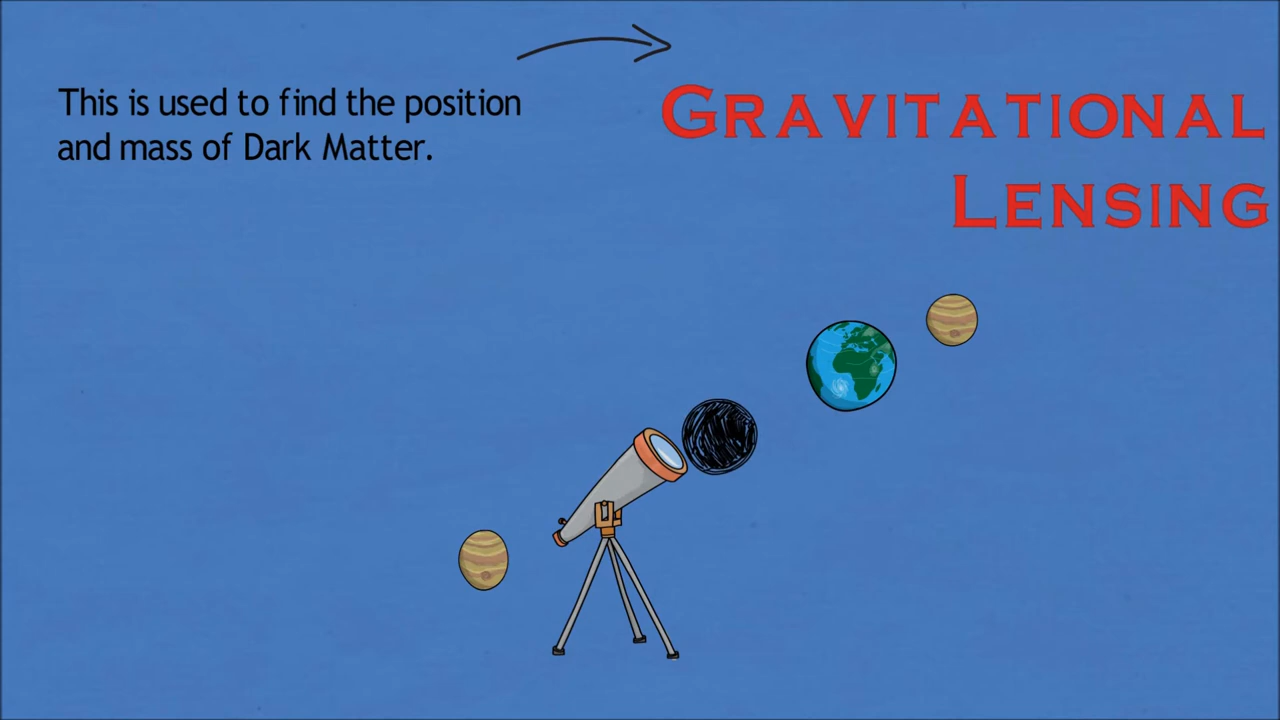 This is used to find the position
and mass of Dark Matter.
GRAVITATIONAL
LENSING